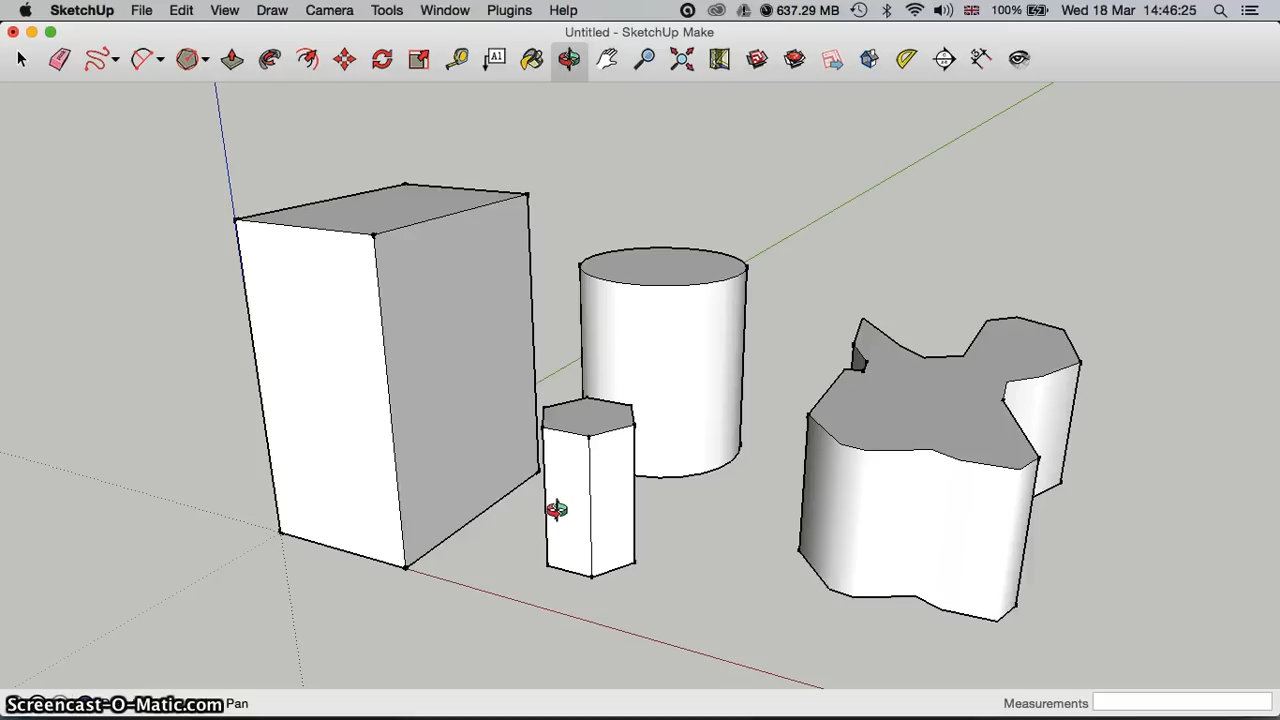 SketchUp File Edit View Draw Camera Tools Window Plugins Help 637.29 MB 100% Wed 18 Mar 14:46:25
Untitled - SketchUp Make
A1
Screencast-O-Matic.com Pan Measurements